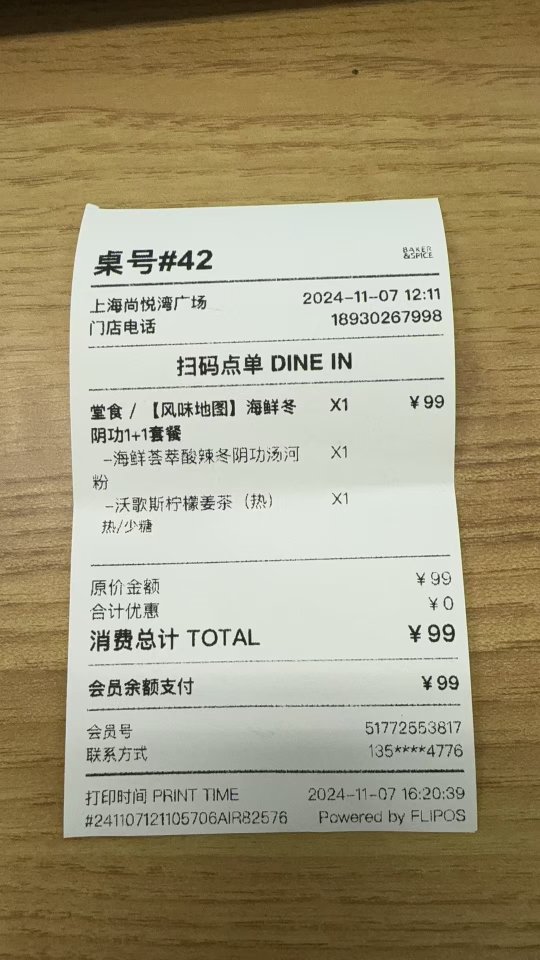 桌号#42
BAKER
&SPICE
上海尚悦湾广场 2024-11-07 12:11
门店电话 18930267998
扫码点单 DINE IN
堂食 / 【风味地图】海鲜冬 X1 ￥99
阴功1+1套餐
-海鲜荟萃酸辣冬阴功汤河 X1
粉
-沃歌斯柠檬姜茶（热） X1
热/少糖
原价金额 ￥99
合计优惠 ￥0
消费总计 TOTAL ￥99
会员余额支付 ￥99
会员号 51772553817
联系方式 135****4776
打印时间 PRINT TIME 2024-11-07 16:20:39
#241107121105706AIR82576 Powered by FLIPOS